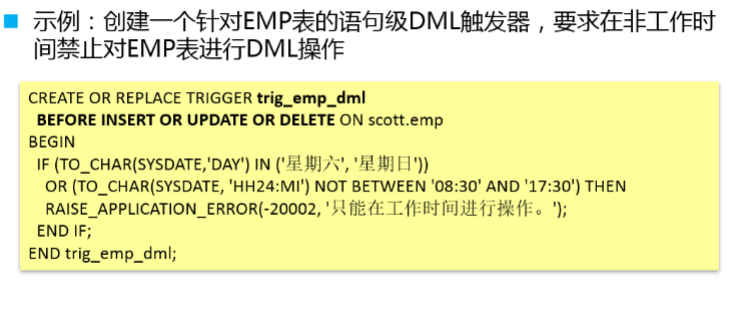 示例：创建一个针对EMP表的语句级DML触发器，要求在非工作时
间禁止对EMP表进行DML操作
CREATE OR REPLACE TRIGGER trig_emp_dml
BEFORE INSERT OR UPDATE OR DELETE ON scott.emp
BEGIN
IF (TO_CHAR(SYSDATE,'DAY') IN ('星期六', '星期日'))
OR (TO_CHAR(SYSDATE, 'HH24:MI') NOT BETWEEN '08:30' AND '17:30') THEN
RAISE_APPLICATION_ERROR(-20002, '只能在工作时间进行操作。');
END IF;
END trig_emp_dml;